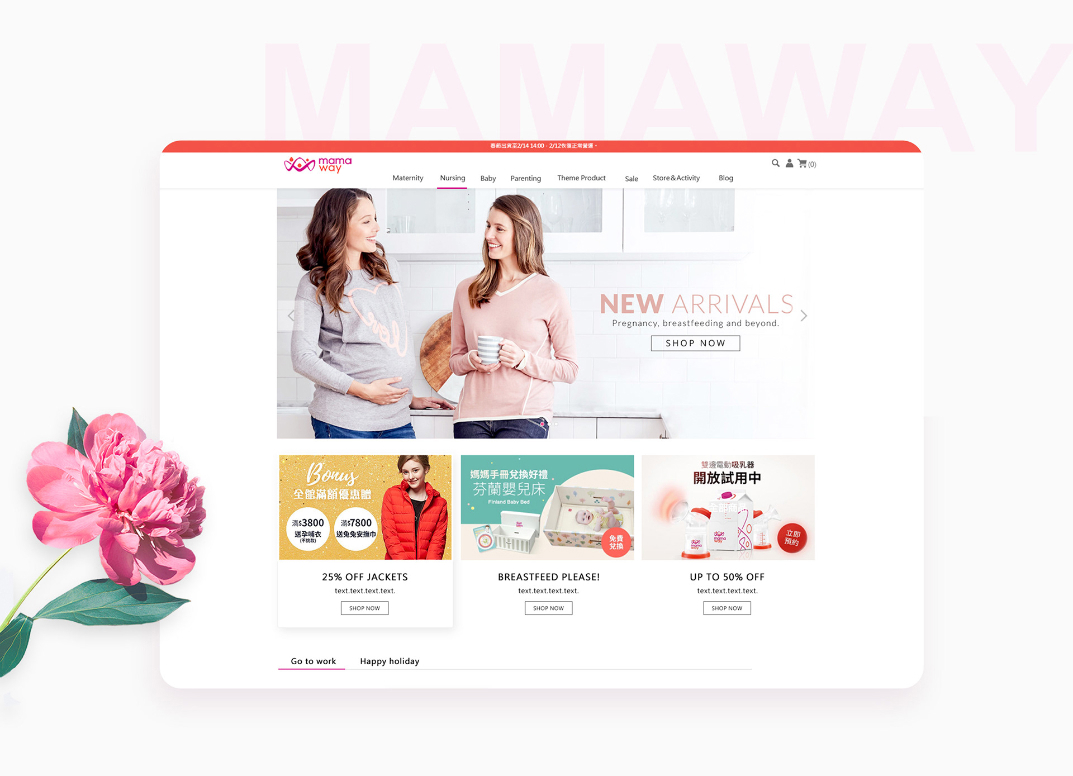 MAMAWAY
春節出貨至2/14 14:00，2/12恢復正常營運。
mama
way
(0)
Maternity Nursing Baby Parenting Theme Product Sale Store&Activity Blog
love
NEW ARRIVALS
Pregnancy, breastfeeding and beyond.
SHOP NOW
Bonus
全館滿額優惠禮
滿$3800
送孕哺衣
滿$7800
送兔兔安撫巾
25% OFF JACKETS
text.text.text.text.
SHOP NOW
媽媽手冊兌換好禮
芬蘭嬰兒床
Finland Baby Bed
免費
兌換
BREASTFEED PLEASE!
text.text.text.text.
SHOP NOW
雙邊電動吸乳器
開放試用中
mama
way
立即
預約
UP TO 50% OFF
text.text.text.text.
SHOP NOW
Go to work Happy holiday